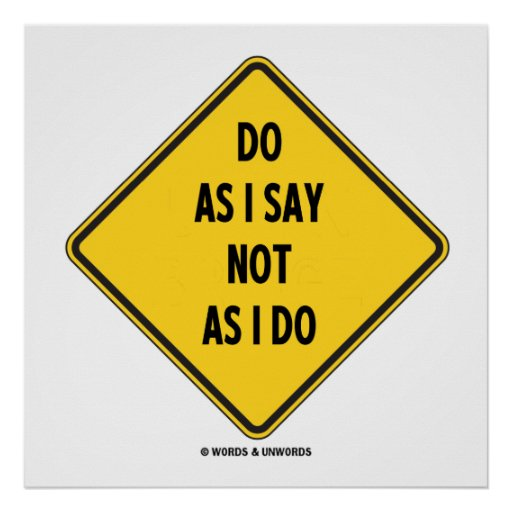 DO
AS I SAY
NOT
AS I DO
© WORDS & UNWORDS